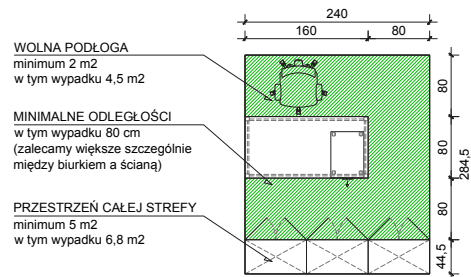 240
160
80
WOLNA PODŁOGA
minimum 2 m2
w tym wypadku 4,5 m2
MINIMALNE ODLEGŁOŚCI
w tym wypadku 80 cm
(zalecamy większe szczególnie
między biurkiem a ścianą)
PRZESTRZEŃ CAŁEJ STREFY
minimum 5 m2
w tym wypadku 6,8 m2
80
80
80
44,5
284,5